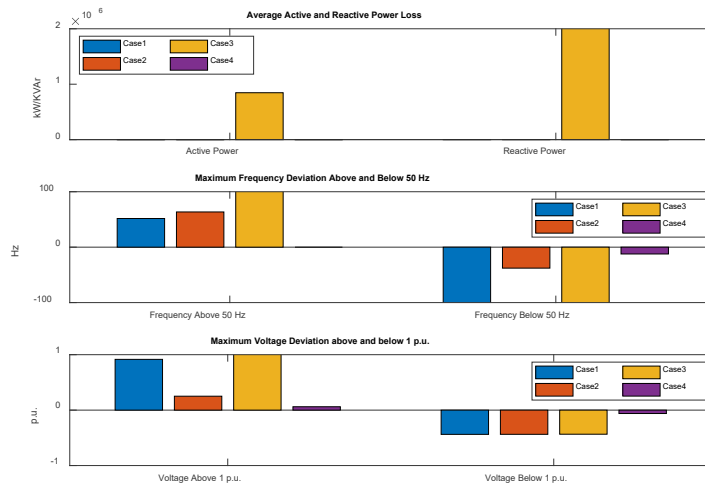 Average Active and Reactive Power Loss
× 10 6
2
1
0
kW/KVAr
Case1
Case3
Case2
Case4
Active Power
Reactive Power
Maximum Frequency Deviation Above and Below 50 Hz
100
0
-100
Hz
Case1
Case3
Case2
Case4
Frequency Above 50 Hz
Frequency Below 50 Hz
Maximum Voltage Deviation above and below 1 p.u.
1
0
-1
p.u.
Case1
Case3
Case2
Case4
Voltage Above 1 p.u.
Voltage Below 1 p.u.